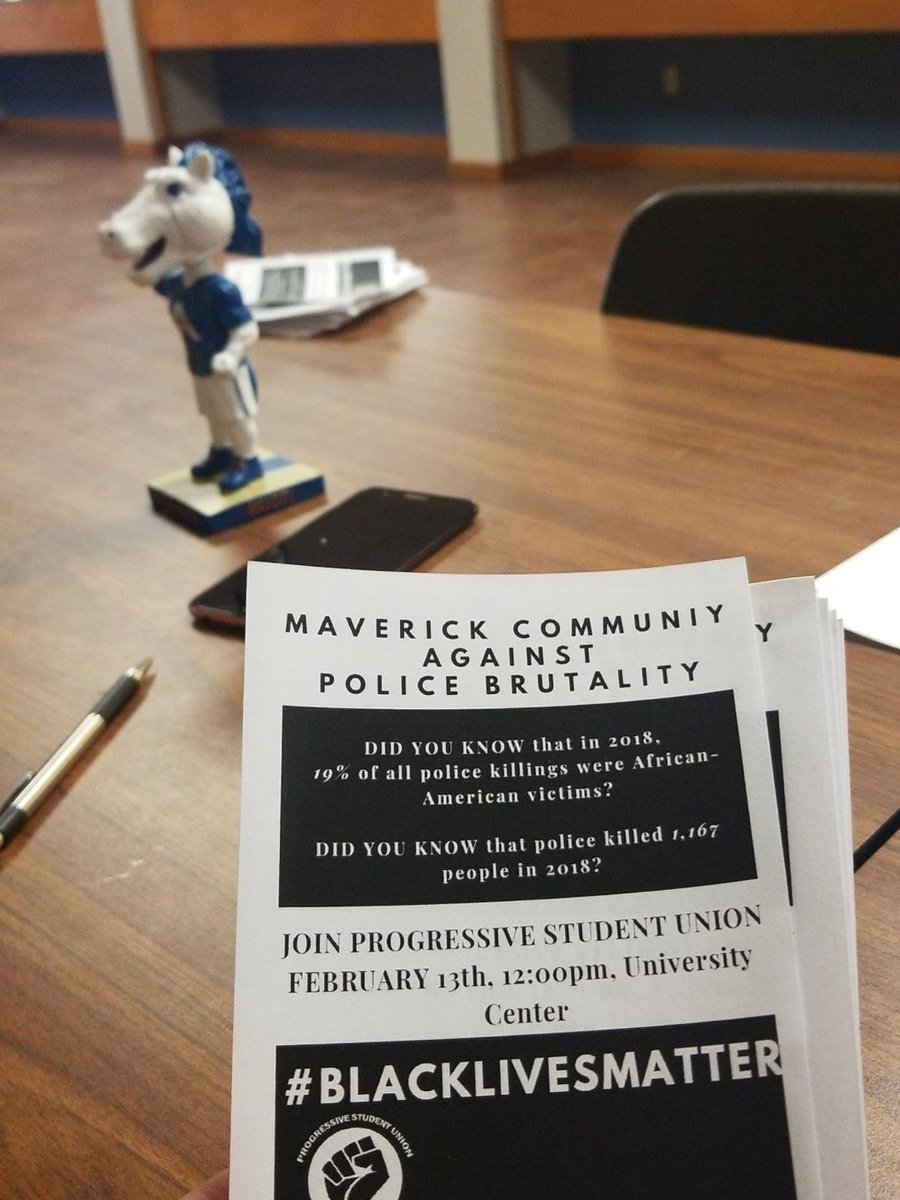 MAVERICK COMMUNIY
AGAINST
POLICE BRUTALITY
DID YOU KNOW that in 2018,
19% of all police killings were African-
American victims?
DID YOU KNOW that police killed 1,167
people in 2018?
JOIN PROGRESSIVE STUDENT UNION
FEBRUARY 13th, 12:00pm, University
Center
#BLACKLIVESMATTER
PROGRESSIVE STUDENT UNION
Y